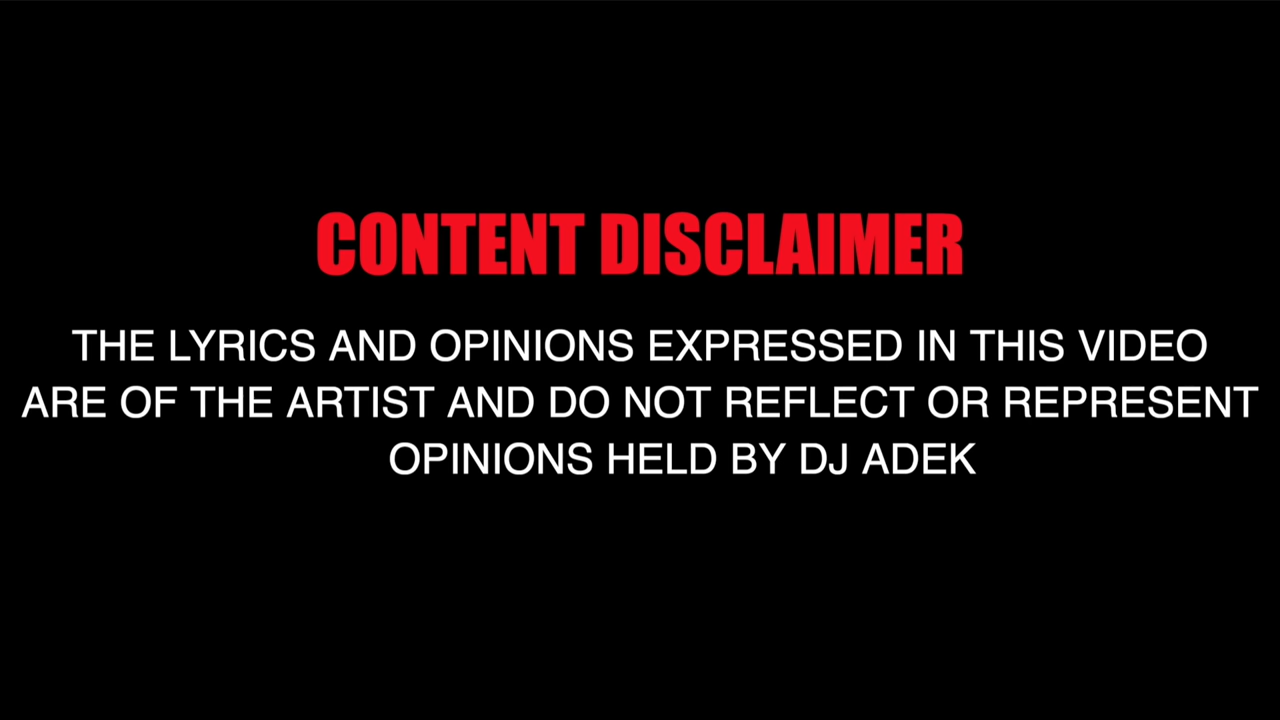 CONTENT DISCLAIMER
THE LYRICS AND OPINIONS EXPRESSED IN THIS VIDEO
ARE OF THE ARTIST AND DO NOT REFLECT OR REPRESENT
OPINIONS HELD BY DJ ADEK